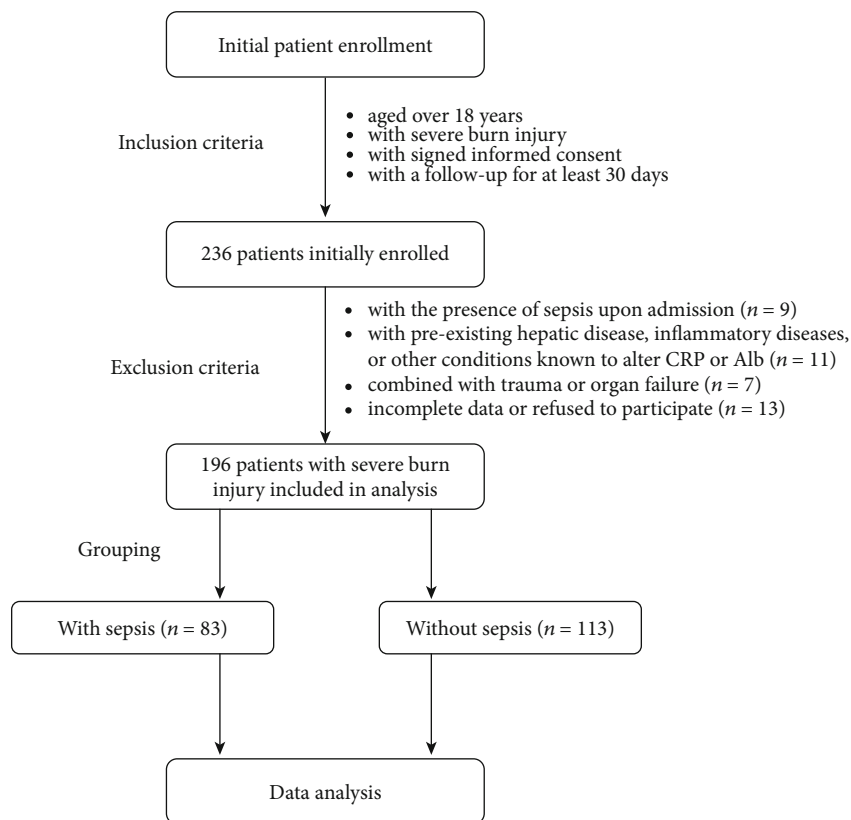 Initial patient enrollment
Inclusion criteria
• aged over 18 years
• with severe burn injury
• with signed informed consent
• with a follow-up for at least 30 days
236 patients initially enrolled
Exclusion criteria
• with the presence of sepsis upon admission (n = 9)
• with pre-existing hepatic disease, inflammatory diseases,
or other conditions known to alter CRP or Alb (n = 11)
• combined with trauma or organ failure (n = 7)
• incomplete data or refused to participate (n = 13)
196 patients with severe burn
injury included in analysis
Grouping
With sepsis (n = 83)
Without sepsis (n = 113)
Data analysis